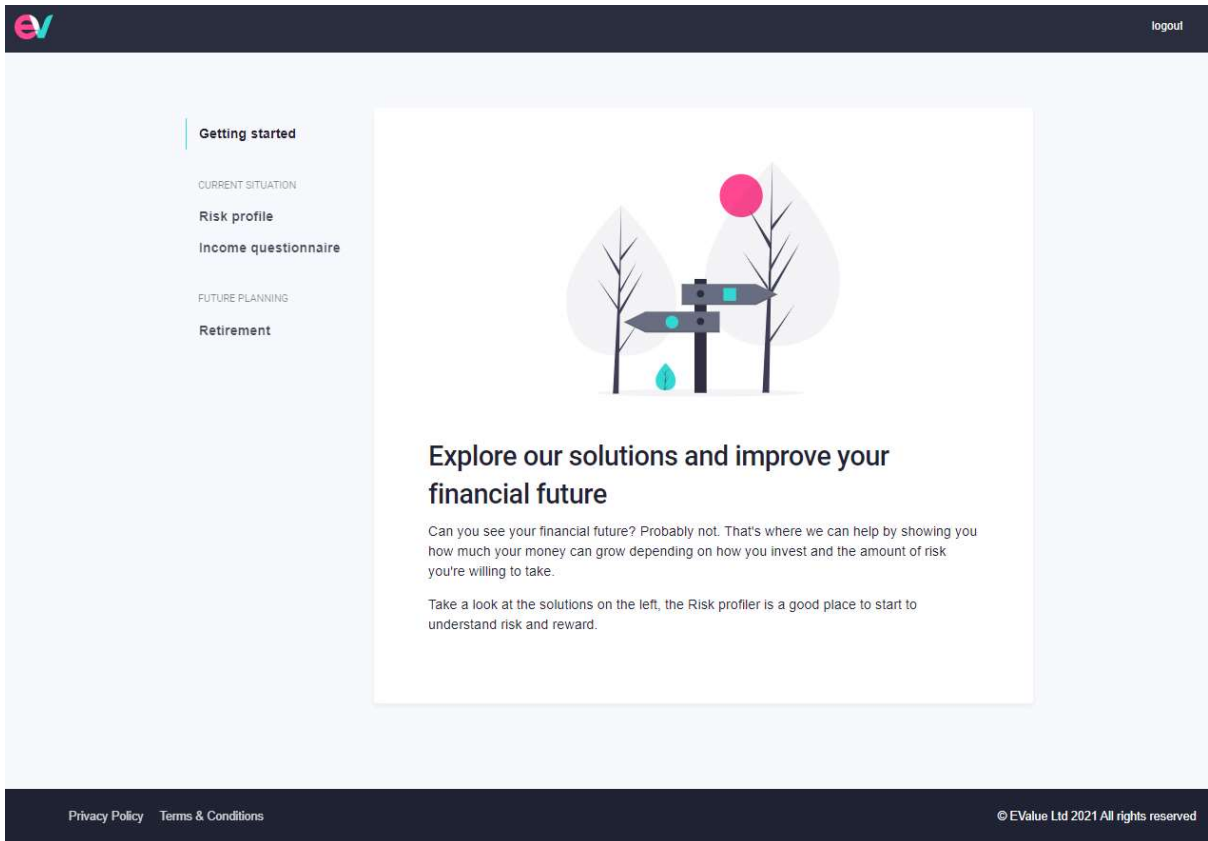 ev
logout
Getting started
CURRENT SITUATION
Risk profile
Income questionnaire
FUTURE PLANNING
Retirement
Explore our solutions and improve your
financial future
Can you see your financial future? Probably not. That's where we can help by showing you
how much your money can grow depending on how you invest and the amount of risk
you're willing to take.
Take a look at the solutions on the left, the Risk profiler is a good place to start to
understand risk and reward.
Privacy Policy Terms & Conditions
© EValue Ltd 2021 All rights reserved